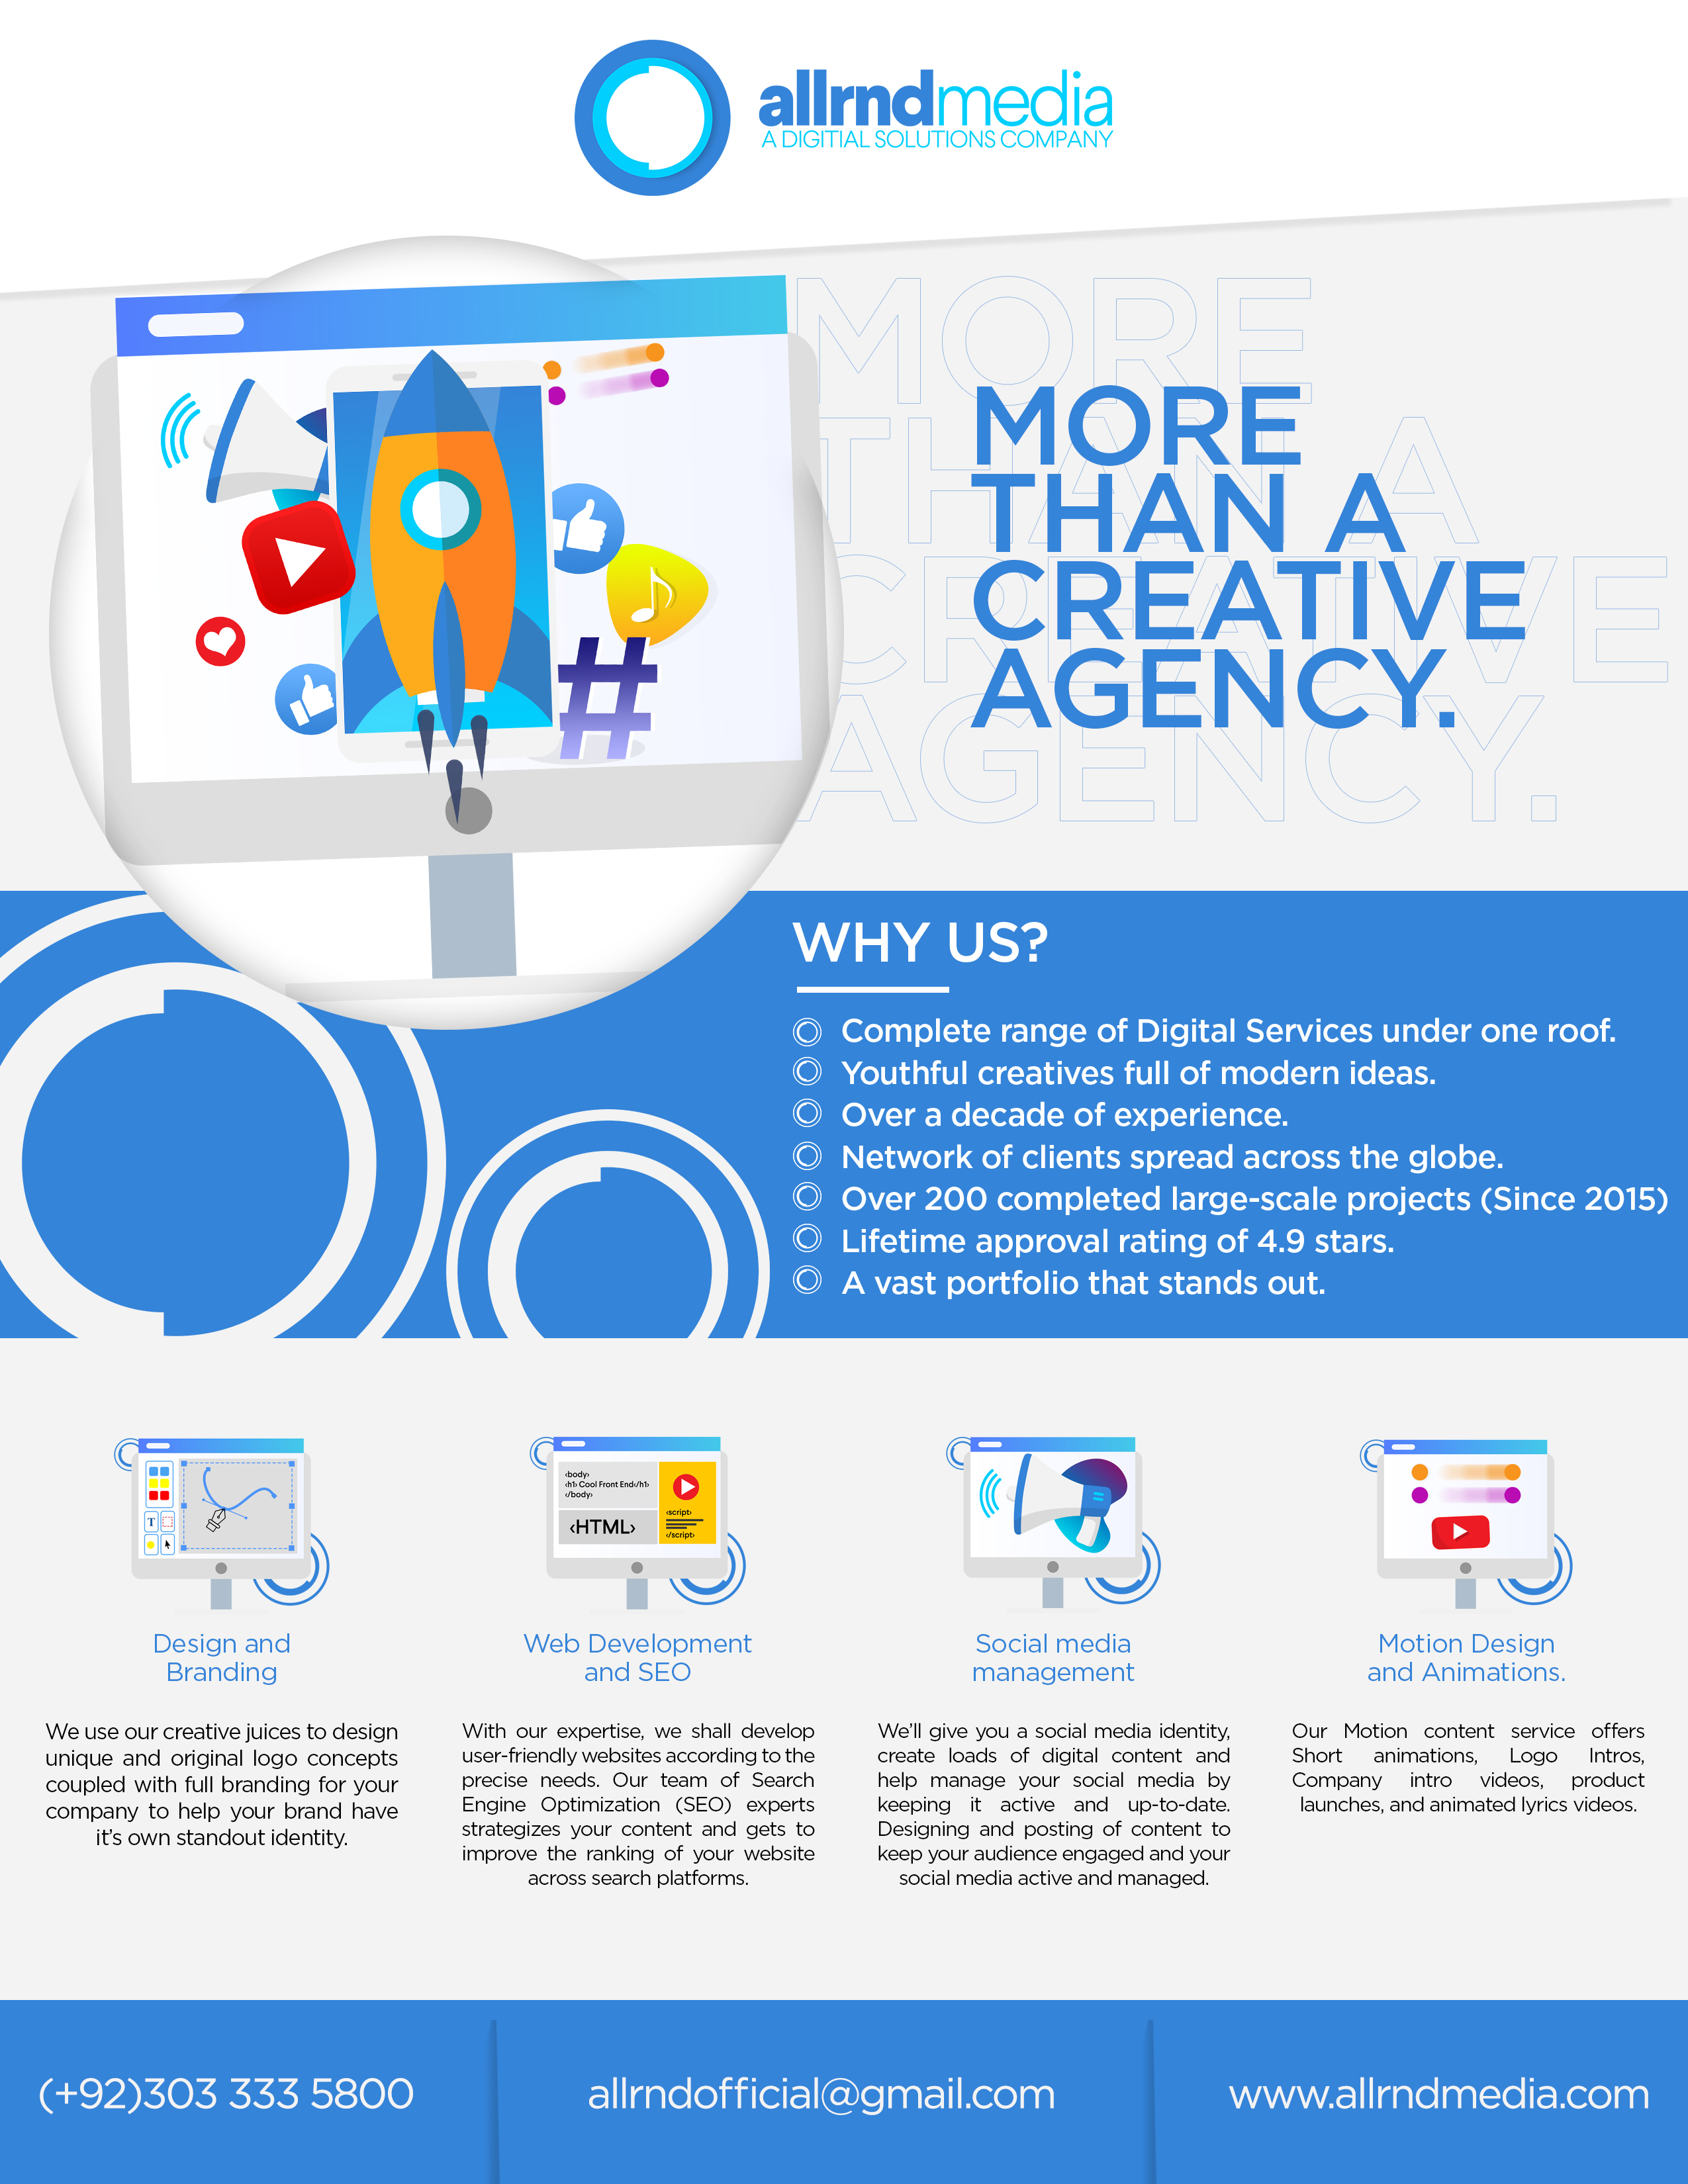 allrndmedia
A DIGITIAL SOLUTIONS COMPANY
MORE
THAN A
CREATIVE
AGENCY.
MORE
THAN A
CREATIVE
AGENCY.
#
WHY US?
Complete range of Digital Services under one roof.
Youthful creatives full of modern ideas.
Over a decade of experience.
Network of clients spread across the globe.
Over 200 completed large-scale projects (Since 2015)
Lifetime approval rating of 4.9 stars.
A vast portfolio that stands out.
T
Design and
Branding
We use our creative juices to design
unique and original logo concepts
coupled with full branding for your
company to help your brand have
it's own standout identity.
‹body›
‹h1› Cool Front End‹/h1›
‹/body›
‹HTML›
‹script›
‹/script›
Web Development
and SEO
With our expertise, we shall develop
user-friendly websites according to the
precise needs. Our team of Search
Engine Optimization (SEO) experts
strategizes your content and gets to
improve the ranking of your website
across search platforms.
Social media
management
We'll give you a social media identity,
create loads of digital content and
help manage your social media by
keeping it active and up-to-date.
Designing and posting of content to
keep your audience engaged and your
social media active and managed.
Motion Design
and Animations.
Our Motion content service offers
Short animations, Logo Intros,
Company intro videos, product
launches, and animated lyrics videos.
(+92)303 333 5800
allrndofficial@gmail.com
www.allrndmedia.com